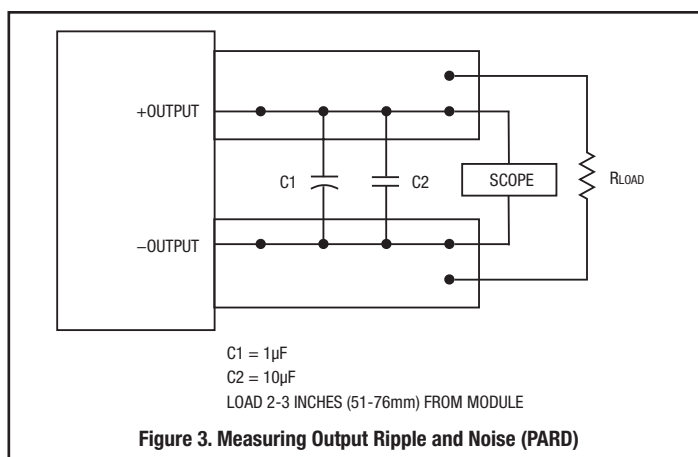 +OUTPUT
C1
C2
SCOPE
RLOAD
−OUTPUT
C1 = 1µF
C2 = 10µF
LOAD 2-3 INCHES (51-76mm) FROM MODULE
Figure 3. Measuring Output Ripple and Noise (PARD)